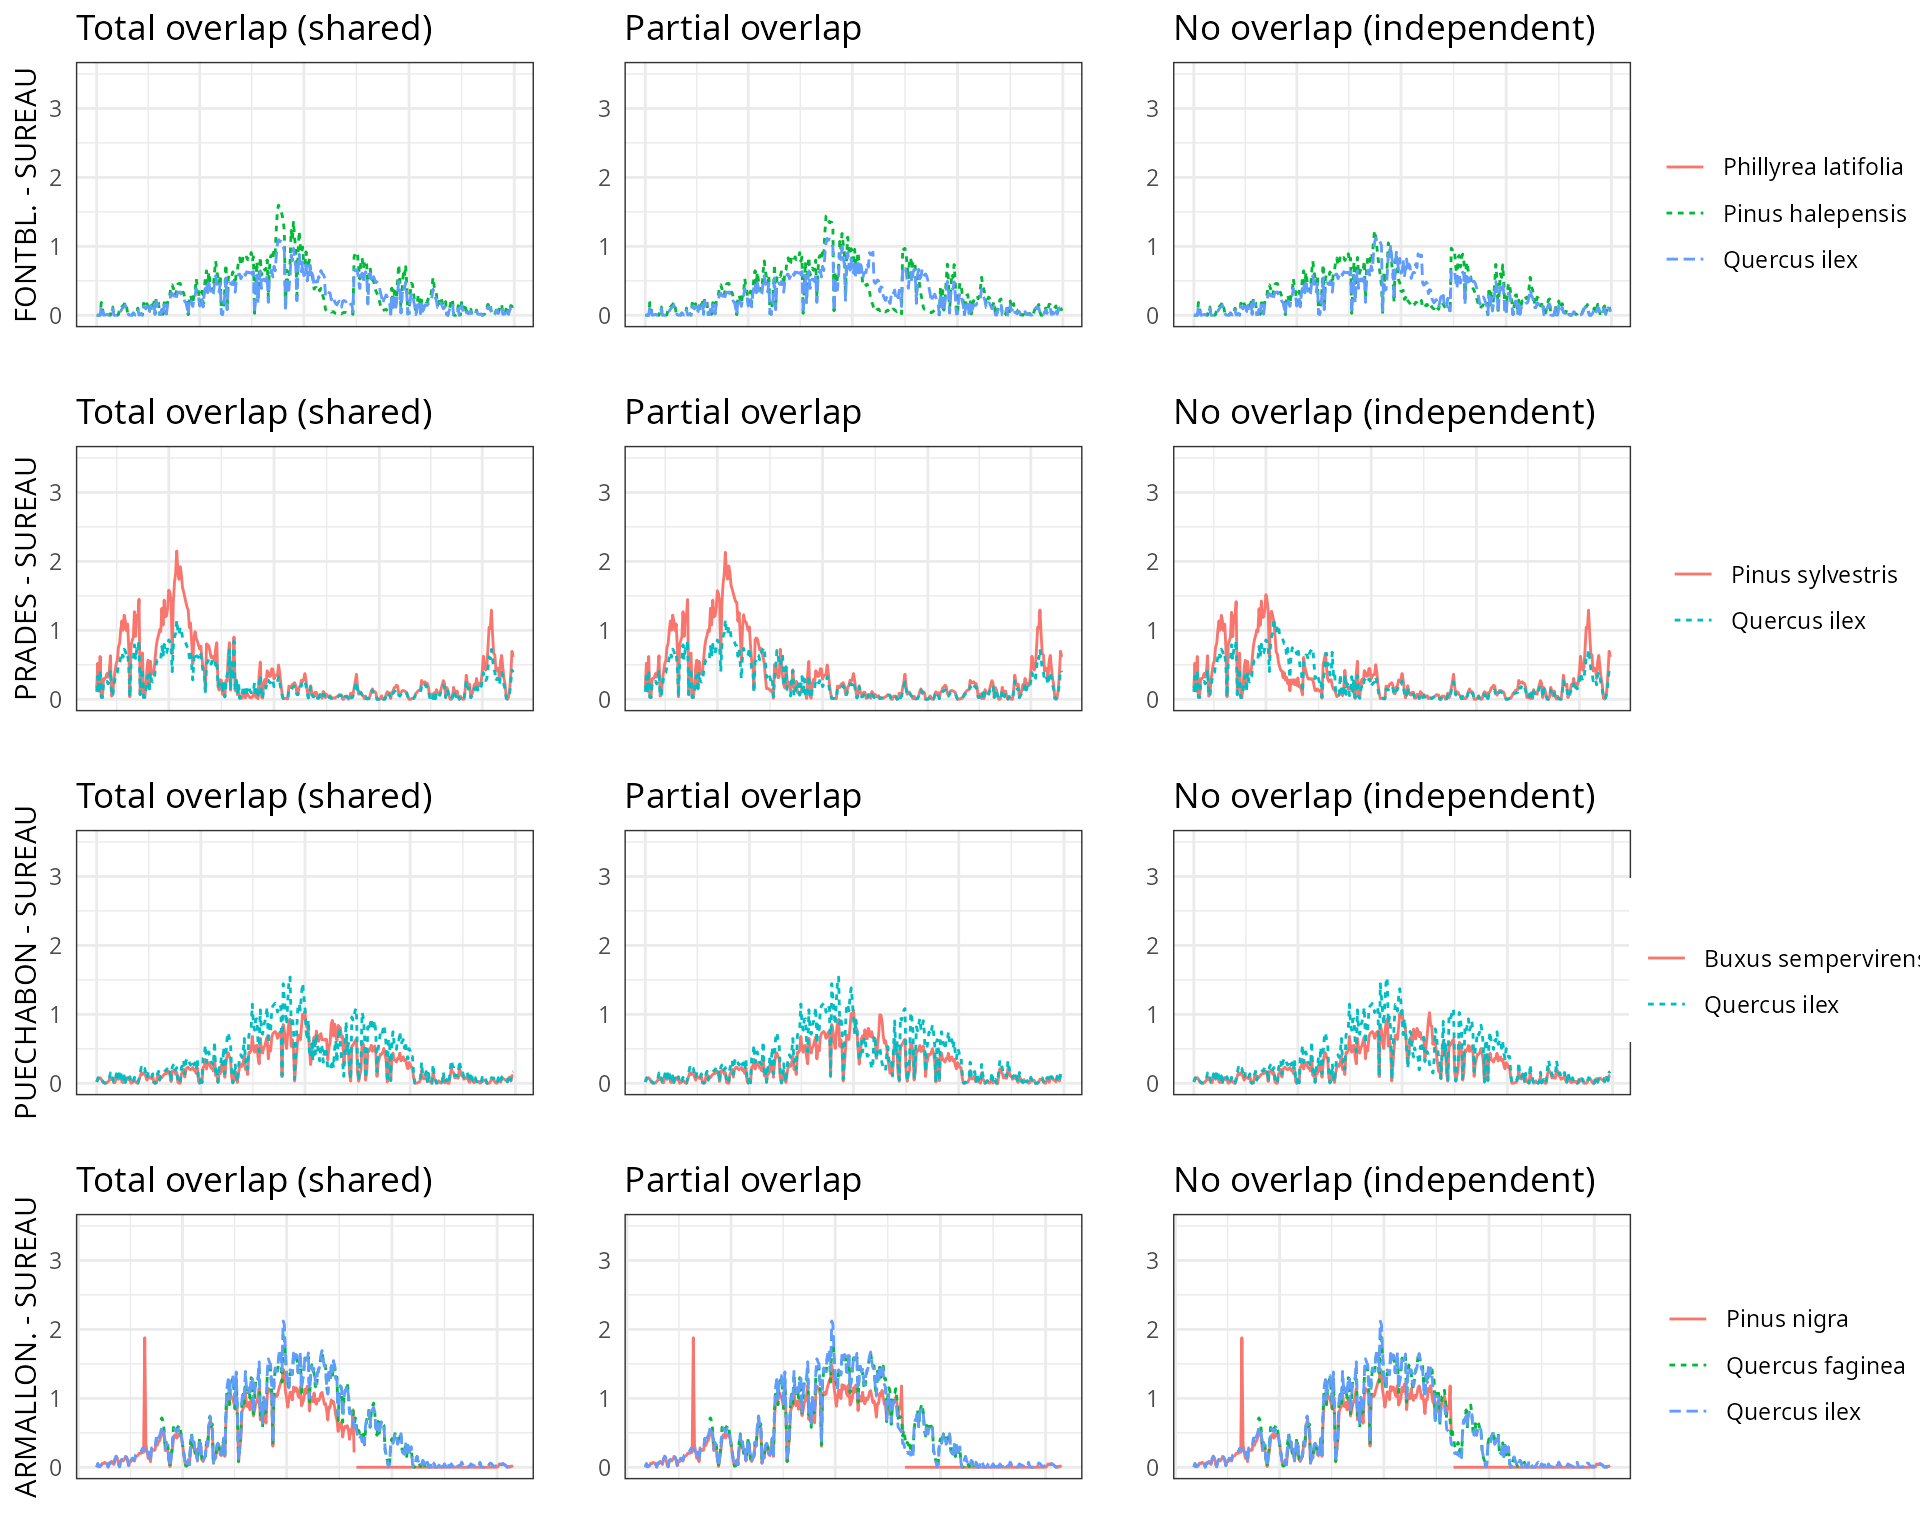 Total overlap (shared) Partial overlap No overlap (independent)
FONTBL. - SUREAU
3 3 3
2 2 2
1 1 1
0 0 0
Phillyrea latifolia
Pinus halepensis
Quercus ilex
Total overlap (shared) Partial overlap No overlap (independent)
PRADES - SUREAU
3 3 3
2 2 2
1 1 1
0 0 0
Pinus sylvestris
Quercus ilex
Total overlap (shared) Partial overlap No overlap (independent)
PUECHABON - SUREAU
3 3 3
2 2 2
1 1 1
0 0 0
Buxus sempervirens
Quercus ilex
Total overlap (shared) Partial overlap No overlap (independent)
ARMALLON. - SUREAU
3 3 3
2 2 2
1 1 1
0 0 0
Pinus nigra
Quercus faginea
Quercus ilex